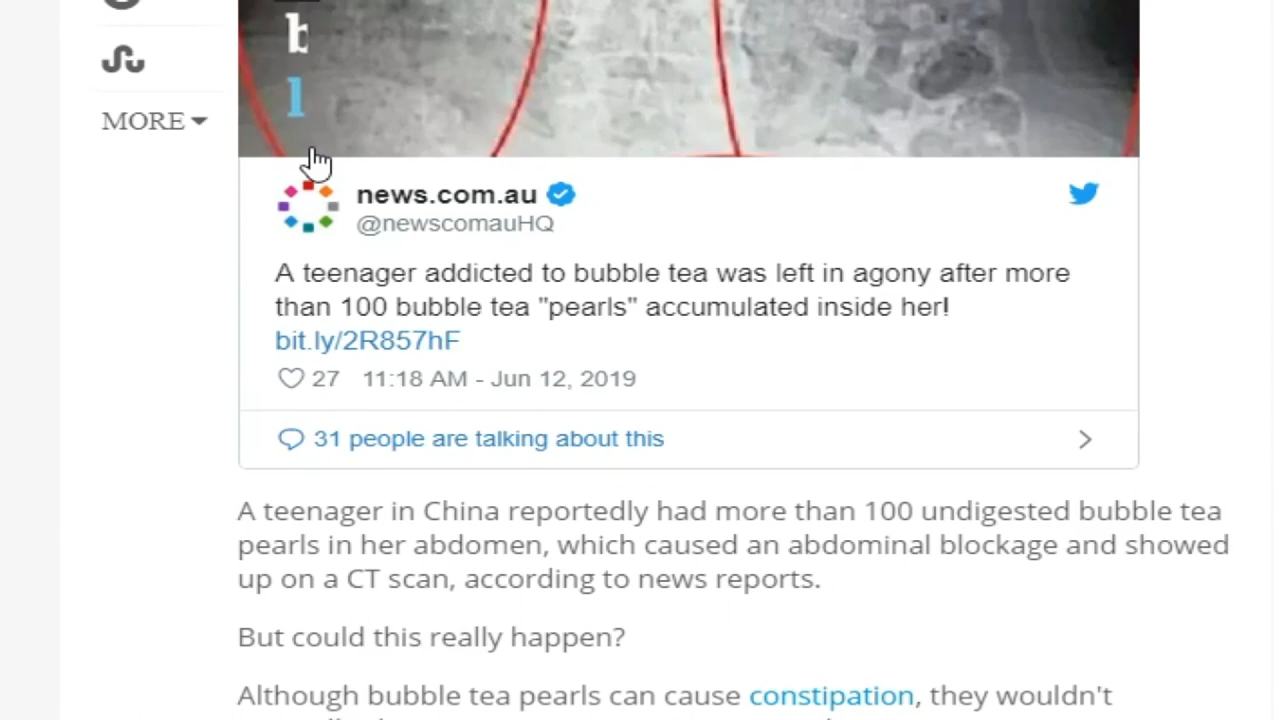 b
l
MORE
news.com.au
@newscomauHQ
A teenager addicted to bubble tea was left in agony after more
than 100 bubble tea "pearls" accumulated inside her!
bit.ly/2R857hF
27 11:18 AM - Jun 12, 2019
31 people are talking about this
A teenager in China reportedly had more than 100 undigested bubble tea
pearls in her abdomen, which caused an abdominal blockage and showed
up on a CT scan, according to news reports.
But could this really happen?
Although bubble tea pearls can cause constipation, they wouldn't